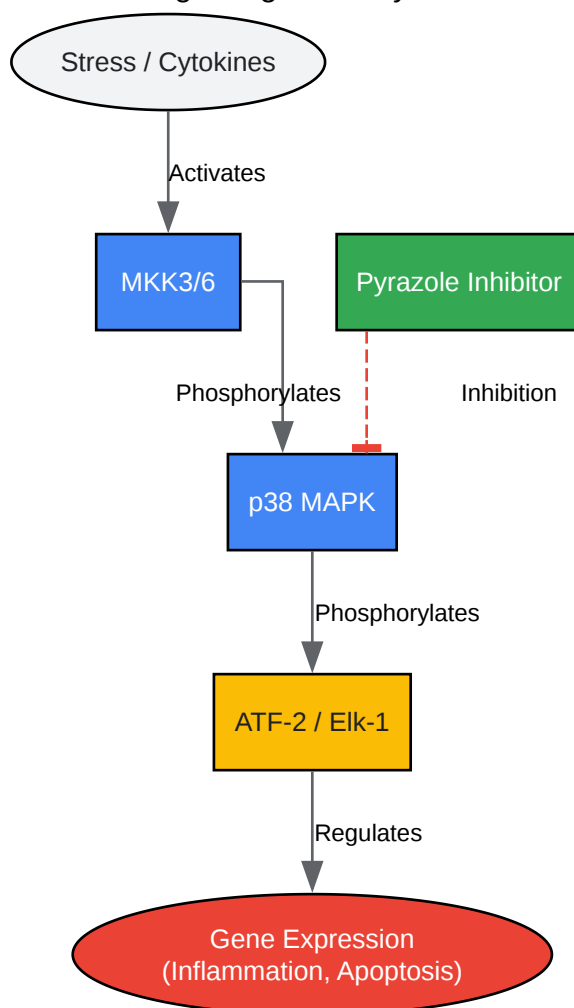 Stress / Cytokines
Activates
MKK3/6
Pyrazole Inhibitor
Phosphorylates
Inhibition
p38 MAPK
Phosphorylates
ATF-2 / Elk-1
Regulates
Gene Expression
(Inflammation, Apoptosis)